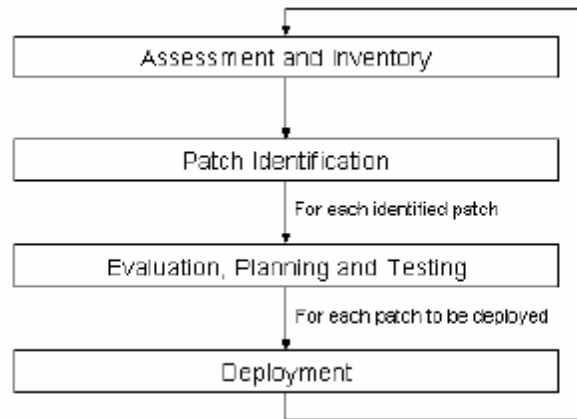 Assessment and Inventory
Patch Identification
For each identified patch
Evaluation, Planning and Testing
For each patch to be deployed
Deployment